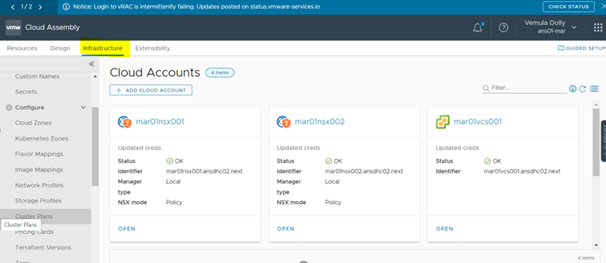 1 / 2
Notice: Login to vRAC is intermittently failing. Updates posted on status.vmware-services.io
CHECK STATUS
vmw Cloud Assembly
Vemula Dolly
ans01-mar
Resources Design Infrastructure Extensibility
GUIDED SETUP
Custom Names
Secrets
Configure
Cloud Zones
Kubernetes Zones
Flavor Mappings
Image Mappings
Network Profiles
Storage Profiles
Cluster Plans
Cluster Plans
Pricing Cards
Terraform Versions
Tags
Cloud Accounts 4 items
+ ADD CLOUD ACCOUNT
Filter...
mar01nsx001
Updated creds
Status OK
Identifier mar01nsx001.ansdhc02.next
Manager Local
type
NSX mode Policy
OPEN
mar01nsx002
Updated creds
Status OK
Identifier mar01nsx002.ansdhc02.next
Manager Local
type
NSX mode Policy
OPEN
mar01vcs001
Updated creds
Status OK
Identifier mar01vcs001.ansdhc02.next
OPEN
4 items